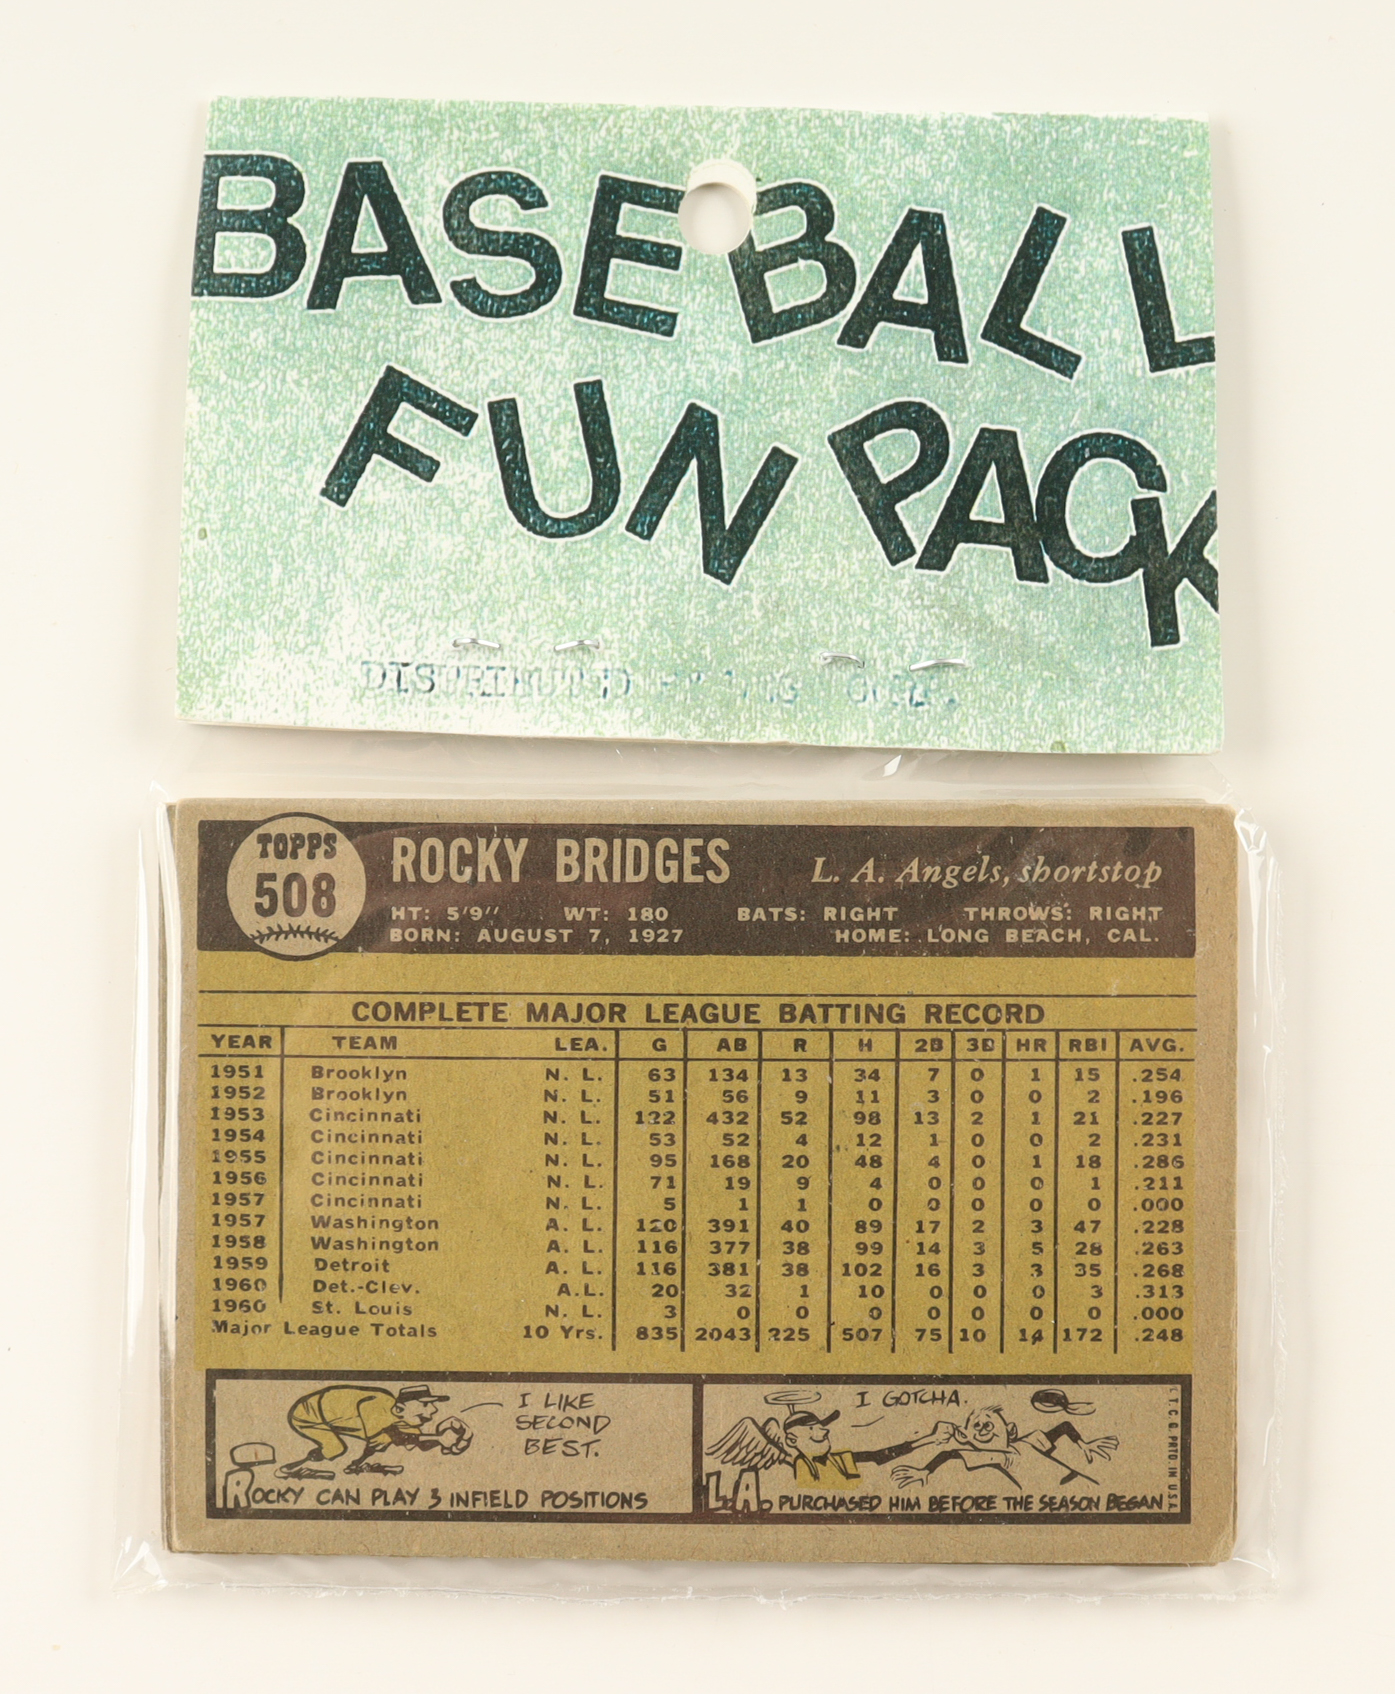 BASEBALL
FUN PACK
DISTRIBUTED
TOPPS
508
ROCKY BRIDGES
L. A. Angels, shortstop
HT: 5'9" WT: 180 BATS: RIGHT THROWS: RIGHT
BORN: AUGUST 7, 1927 HOME: LONG BEACH, CAL.
COMPLETE MAJOR LEAGUE BATTING RECORD
YEAR TEAM LEA. G AB R H 2B 3B HR RBI AVG.
1951 Brooklyn N. L. 63 134 13 34 7 0 1 15 .254
1952 Brooklyn N. L. 51 56 9 11 3 0 0 2 .196
1953 Cincinnati N. L. 122 432 52 98 13 2 1 21 .227
1954 Cincinnati N. L. 53 52 4 12 1 0 0 2 .231
1955 Cincinnati N. L. 95 168 20 48 4 0 1 18 .286
1956 Cincinnati N. L. 71 19 9 4 0 0 0 1 .211
1957 Cincinnati N. L. 5 1 1 0 0 0 0 0 .000
1957 Washington A. L. 120 391 40 89 17 2 3 47 .228
1958 Washington A. L. 116 377 38 99 14 3 5 28 .263
1959 Detroit A. L. 116 381 38 102 16 3 3 35 .268
1960 Det.-Clev. A.L. 20 32 1 10 0 0 0 3 .313
1960 St. Louis N. L. 3 0 0 0 0 0 0 0 .000
Major League Totals 10 Yrs. 835 2043 225 507 75 10 14 172 .248
I LIKE
SECOND
BEST.
ROCKY CAN PLAY 3 INFIELD POSITIONS
I GOTCHA.
L.A. PURCHASED HIM BEFORE THE SEASON BEGAN
T. C. G. PRTD. IN U.S.A.